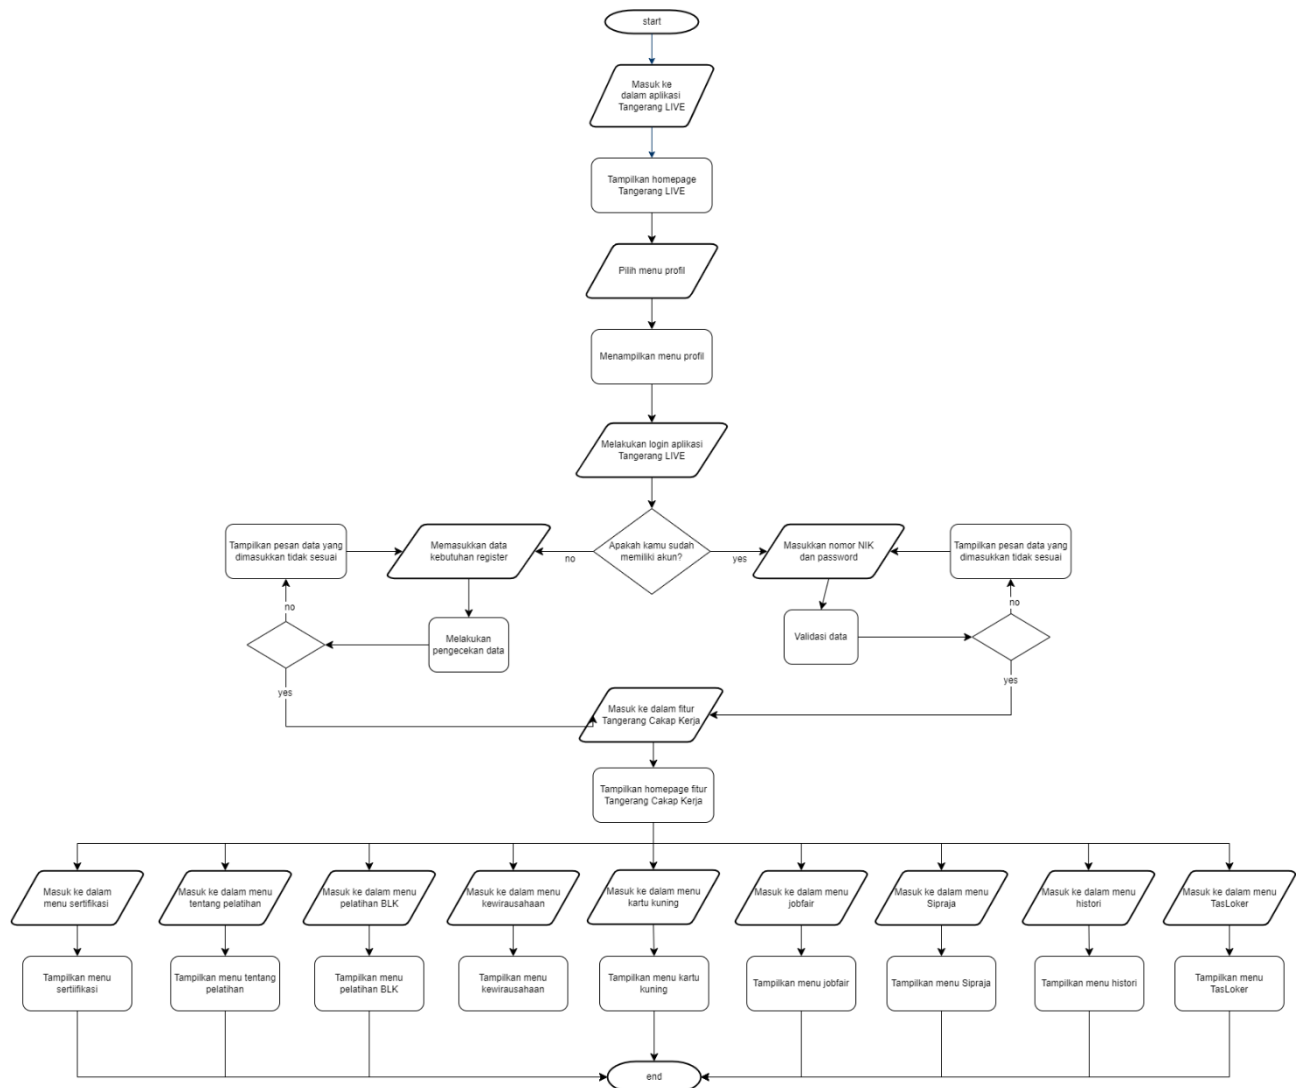 start
Masuk ke
dalam aplikasi
Tangerang LIVE
Tampilkan homepage
Tangerang LIVE
Pilih menu profil
Menampilkan menu profil
Melakukan login aplikasi
Tangerang LIVE
Tampilkan pesan data yang
dimasukkan tidak sesuai
Memasukkan data
kebutuhan register
no
Apakah kamu sudah
memiliki akun?
yes
Masukkan nomor NIK
dan password
Tampilkan pesan data yang
dimasukkan tidak sesuai
no
no
Melakukan
pengecekan data
Validasi data
yes
yes
Masuk ke dalam fitur
Tangerang Cakap Kerja
Tampilkan homepage fitur
Tangerang Cakap Kerja
Masuk ke dalam
menu sertifikasi
Masuk ke dalam menu
tentang pelatihan
Masuk ke dalam menu
pelatihan BLK
Masuk ke dalam menu
kewirausahaan
Masuk ke dalam menu
kartu kuning
Masuk ke dalam menu
jobfair
Masuk ke dalam menu
Sipraja
Masuk ke dalam menu
histori
Masuk ke dalam menu
TasLoker
Tampilkan menu
sertiifikasi
Tampilkan menu tentang
pelatihan
Tampilkan menu
pelatihan BLK
Tampilkan menu
kewirausahaan
Tampilkan menu kartu
kuning
Tampilkan menu jobfair
Tampilkan menu Sipraja
Tampilkan menu histori
Tampilkan menu
TasLoker
end